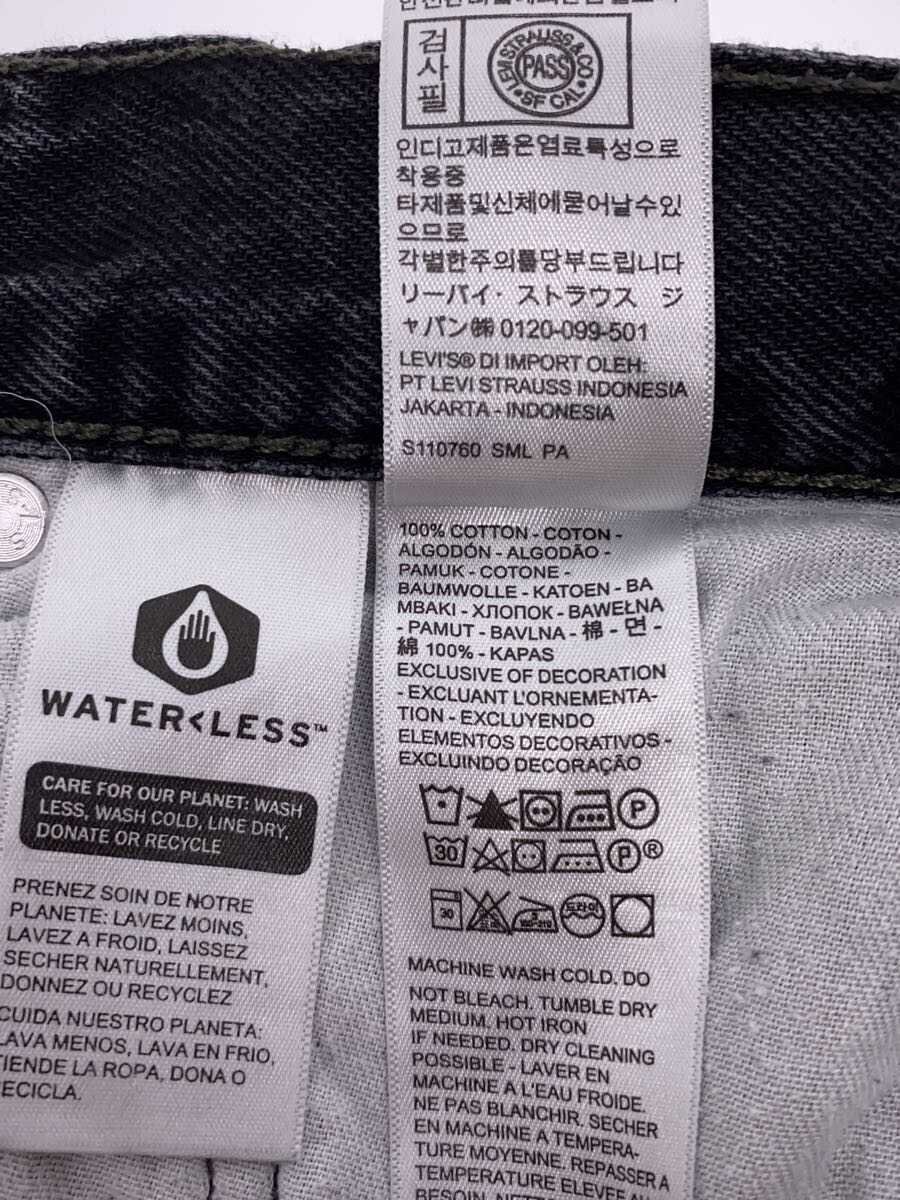 검
사
필
LEVI STRAUSS & CO
PASS
SF CAL
인디고제품은염료특성으로
착용중
타제품및신체에묻어날수있
으므로
각별한주의를당부드립니다
リーバイ・ストラウス ジ
ャパン㈱ 0120-099-501
LEVI'S® DI IMPORT OLEH:
PT LEVI STRAUSS INDONESIA
JAKARTA - INDONESIA
S110760 SML PA
100% COTTON - COTON -
ALGODÓN - ALGODÃO -
PAMUK - COTONE -
BAUMWOLLE - KATOEN - BA
MBAKI - ХЛОПОК - BAWEŁNA
- PAMUT - BAVLNA - 棉 - 면 -
綿 100% - KAPAS
EXCLUSIVE OF DECORATION
- EXCLUANT L'ORNEMENTA-
TION - EXCLUYENDO
ELEMENTOS DECORATIVOS -
EXCLUINDO DECORAÇÃO
P
30 P®
30 드라이
MACHINE WASH COLD. DO
NOT BLEACH. TUMBLE DRY
MEDIUM. HOT IRON
IF NEEDED. DRY CLEANING
POSSIBLE - LAVER EN
MACHINE A L'EAU FROIDE.
NE PAS BLANCHIR. SECHER
EN MACHINE A TEMPERA-
TURE MOYENNE. REPASSER A
TEMPERATURE ELEVEE AU
WATER<LESS™
CARE FOR OUR PLANET: WASH
LESS, WASH COLD, LINE DRY,
DONATE OR RECYCLE
PRENEZ SOIN DE NOTRE
PLANETE: LAVEZ MOINS,
LAVEZ A FROID, LAISSEZ
SECHER NATURELLEMENT,
DONNEZ OU RECYCLEZ
CUIDA NUESTRO PLANETA:
LAVA MENOS, LAVA EN FRIO,
TIENDE LA ROPA, DONA O
RECICLA.